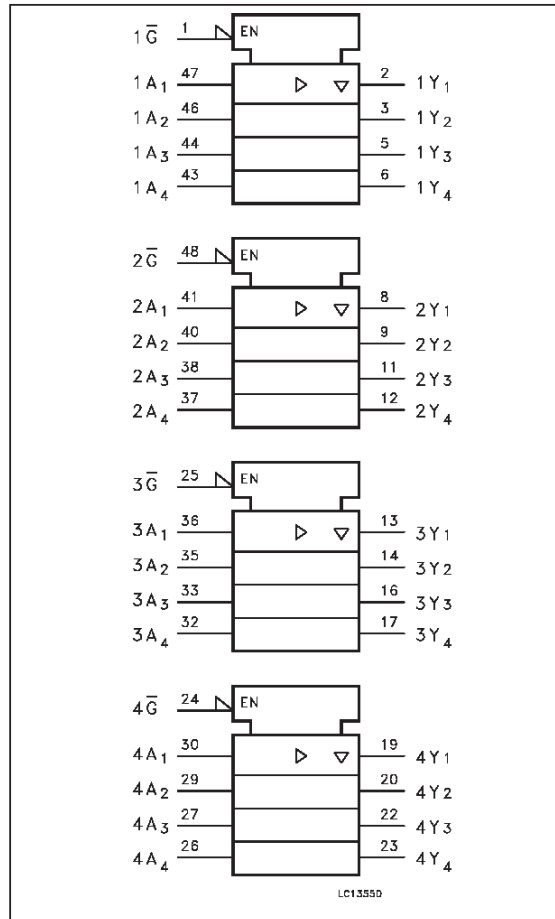 1G̅ 1 EN
1A1 47 2 1Y1
1A2 46 3 1Y2
1A3 44 5 1Y3
1A4 43 6 1Y4
2G̅ 48 EN
2A1 41 8 2Y1
2A2 40 9 2Y2
2A3 38 11 2Y3
2A4 37 12 2Y4
3G̅ 25 EN
3A1 36 13 3Y1
3A2 35 14 3Y2
3A3 33 16 3Y3
3A4 32 17 3Y4
4G̅ 24 EN
4A1 30 19 4Y1
4A2 29 20 4Y2
4A3 27 22 4Y3
4A4 26 23 4Y4
LC1355D